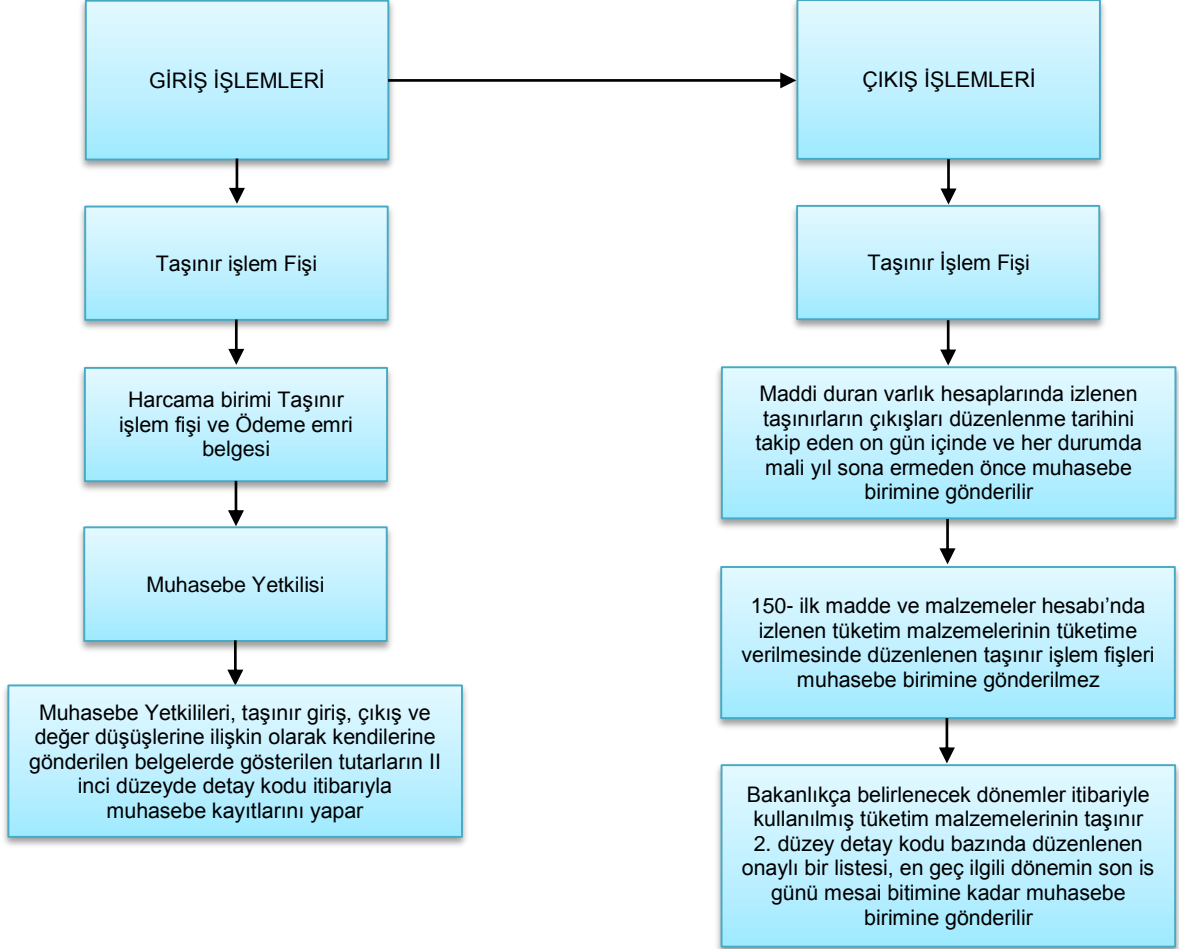 GİRİŞ İŞLEMLERİ
Taşınır işlem Fişi
Harcama birimi Taşınır
işlem fişi ve Ödeme emri
belgesi
Muhasebe Yetkilisi
Muhasebe Yetkilileri, taşınır giriş, çıkış ve
değer düşüşlerine ilişkin olarak kendilerine
gönderilen belgelerde gösterilen tutarların II
inci düzeyde detay kodu itibarıyla
muhasebe kayıtlarını yapar
ÇIKIŞ İŞLEMLERİ
Taşınır İşlem Fişi
Maddi duran varlık hesaplarında izlenen
taşınırların çıkışları düzenlenme tarihini
takip eden on gün içinde ve her durumda
mali yıl sona ermeden önce muhasebe
birimine gönderilir
150- ilk madde ve malzemeler hesabı’nda
izlenen tüketim malzemelerinin tüketime
verilmesinde düzenlenen taşınır işlem fişleri
muhasebe birimine gönderilmez
Bakanlıkça belirlenecek dönemler itibariyle
kullanılmış tüketim malzemelerinin taşınır
2. düzey detay kodu bazında düzenlenen
onaylı bir listesi, en geç ilgili dönemin son is
günü mesai bitimine kadar muhasebe
birimine gönderilir